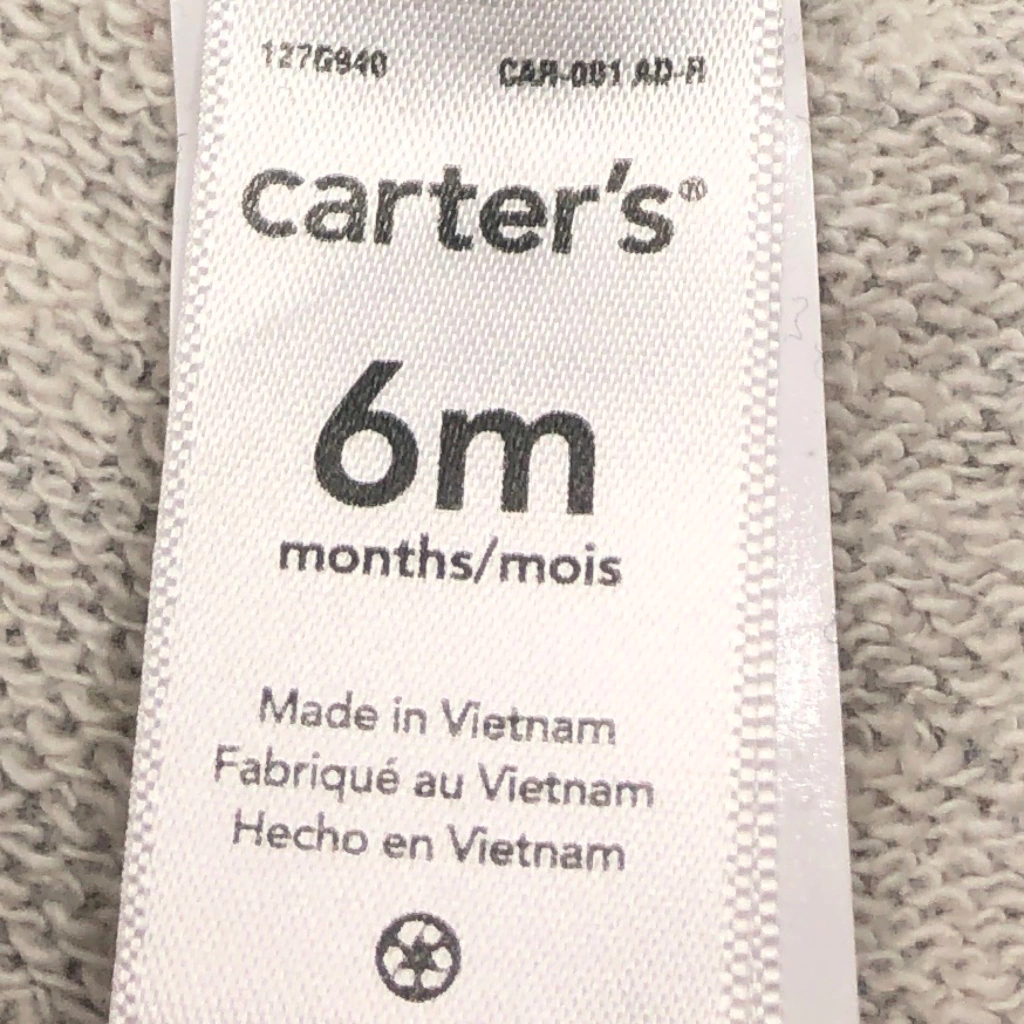 127G940 CAR-001 AD-R
carter's®
6m
months/mois
Made in Vietnam
Fabriqué au Vietnam
Hecho en Vietnam